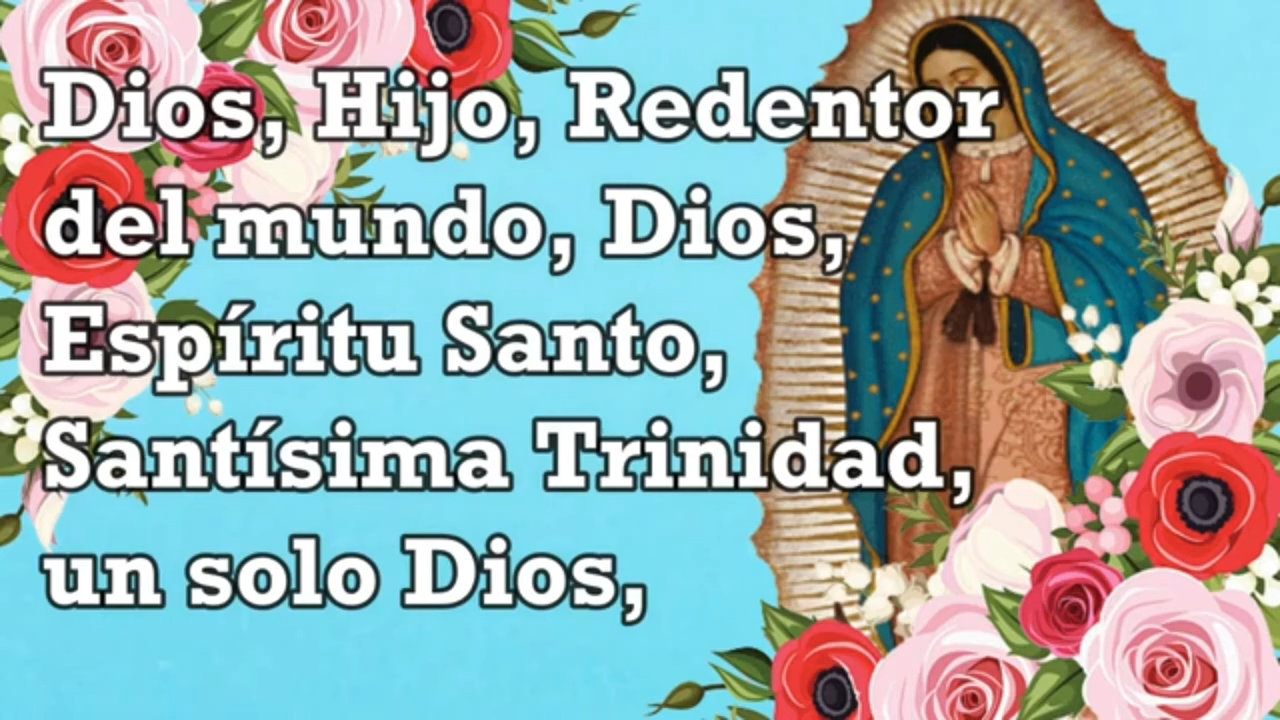 Dios, Hijo, Redentor
del mundo, Dios,
Espíritu Santo,
Santísima Trinidad,
un solo Dios,